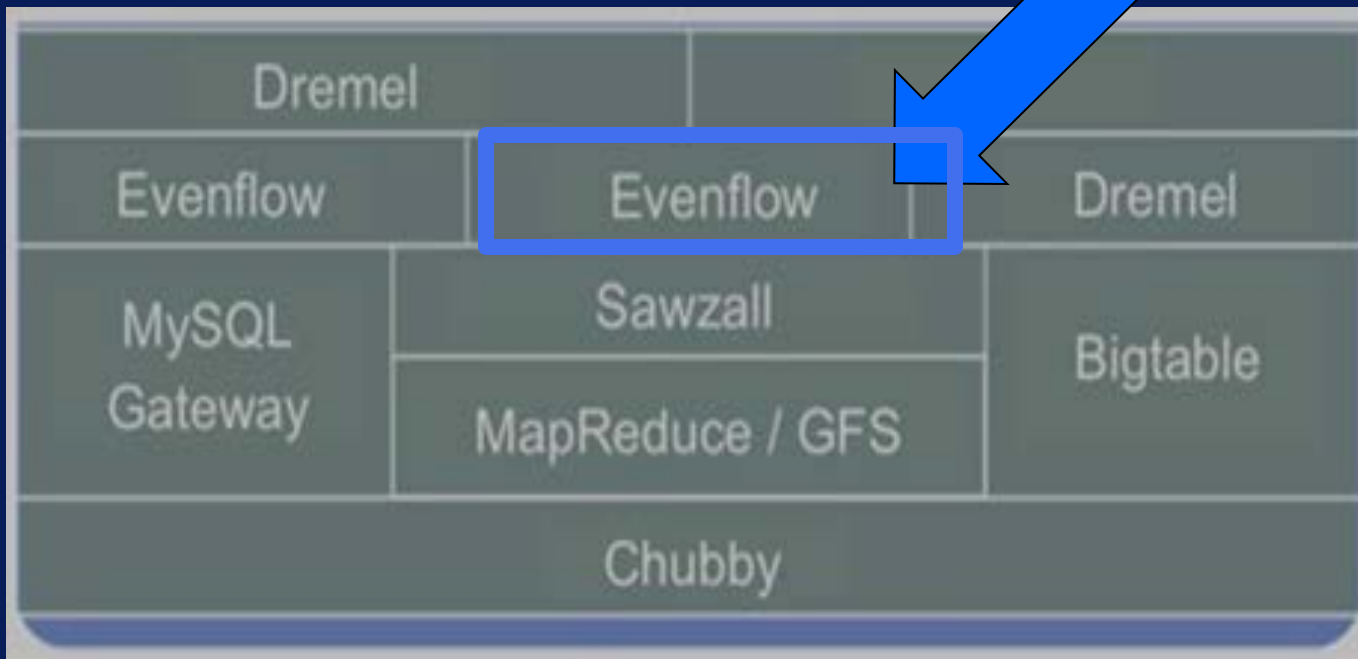 Dremel
Evenflow
Evenflow
Dremel
MySQL
Gateway
Sawzall
MapReduce / GFS
Bigtable
Chubby